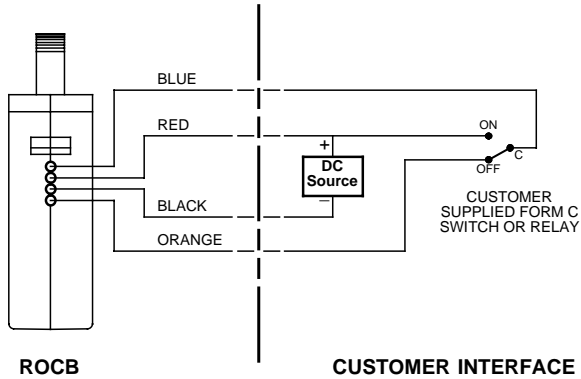 BLUE
RED
ON
+
C
DC
Source
OFF
−
BLACK
CUSTOMER
SUPPLIED FORM C
SWITCH OR RELAY
ORANGE
ROCB
CUSTOMER INTERFACE